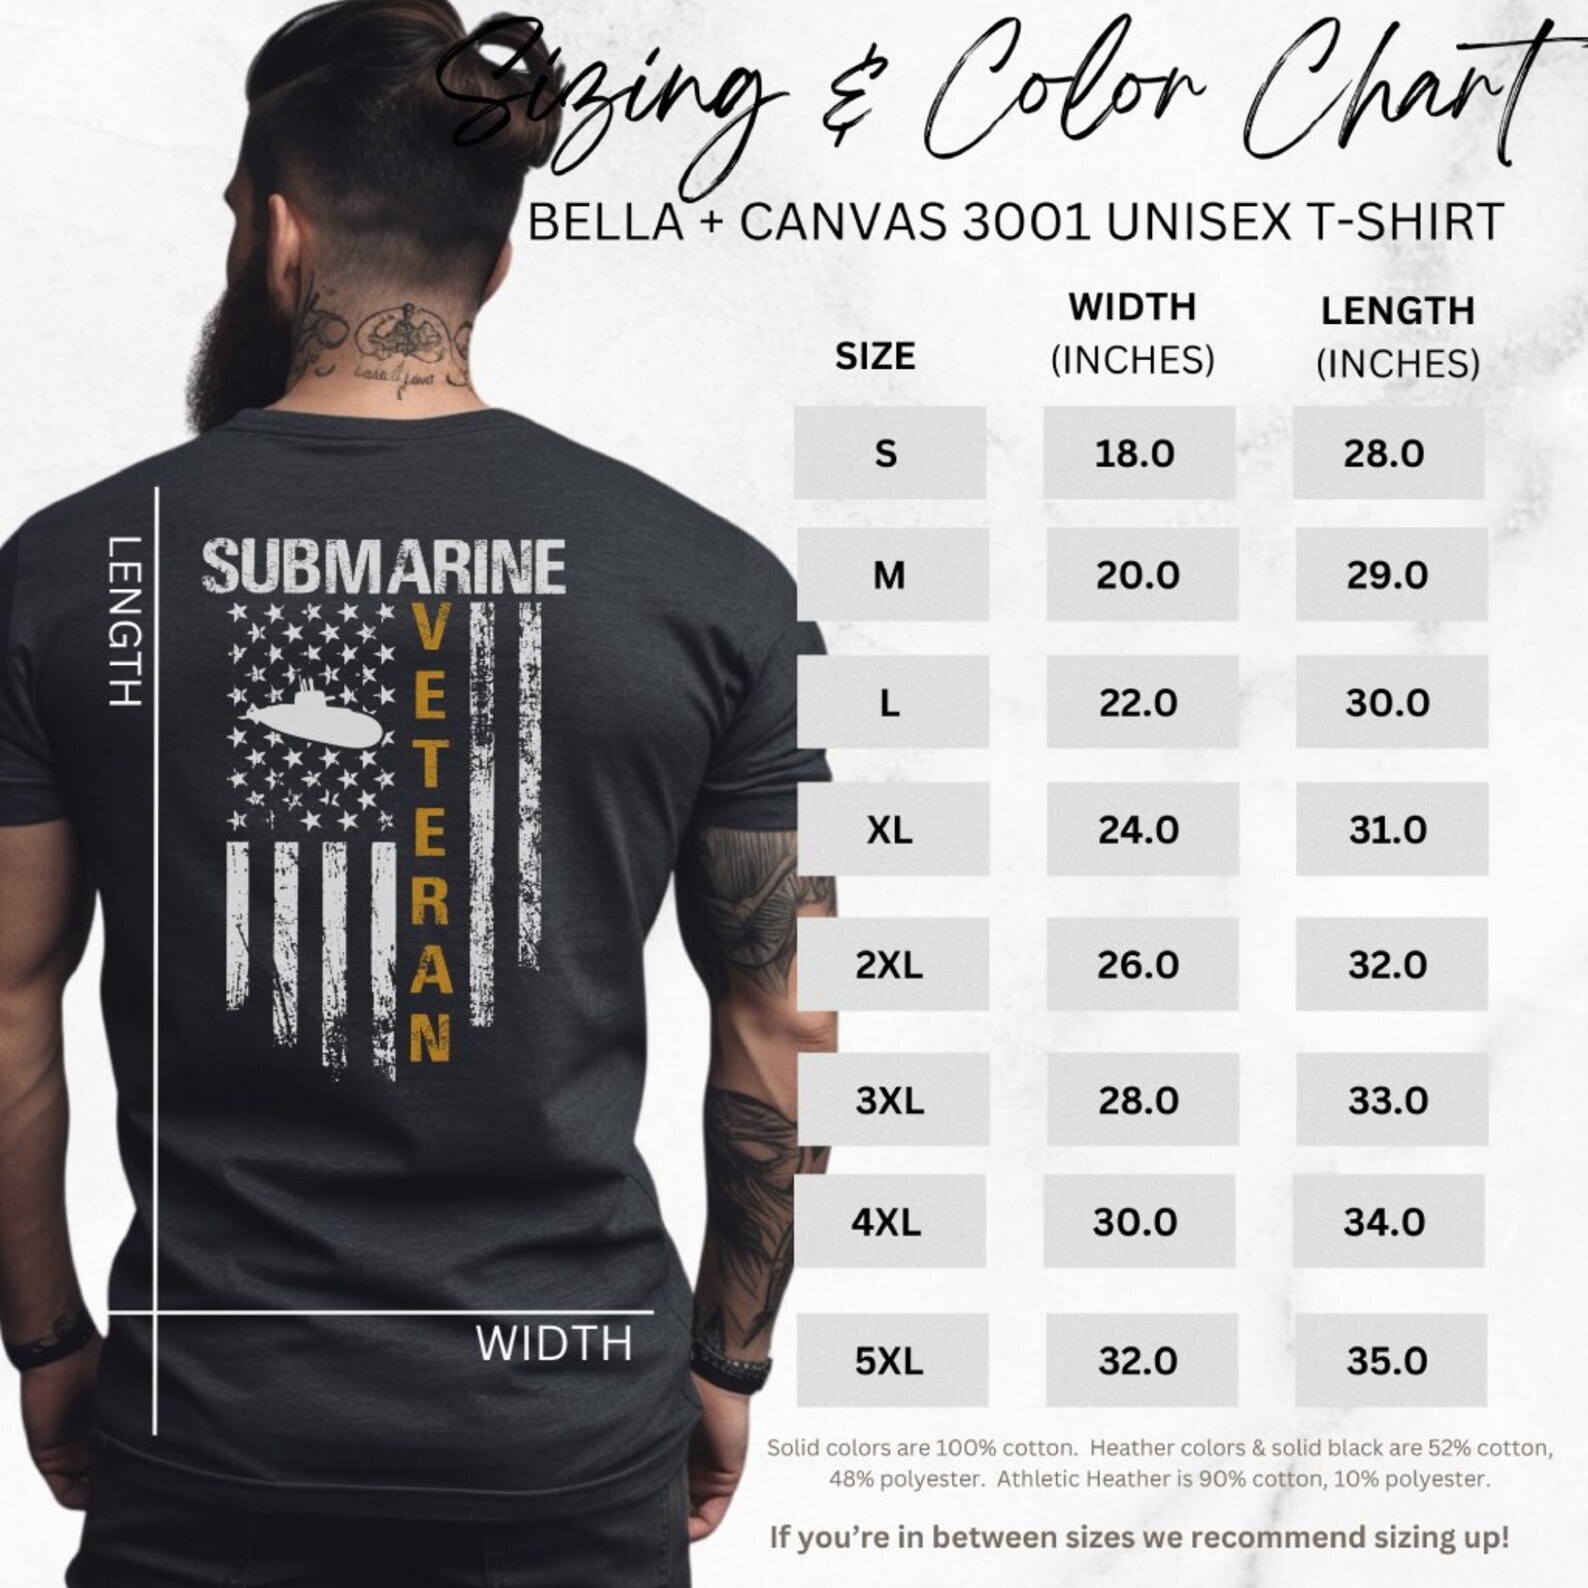 Sizing & Color Chart
BELLA + CANVAS 3001 UNISEX T-SHIRT
SIZE WIDTH (INCHES) LENGTH (INCHES)
S 18.0 28.0
M 20.0 29.0
L 22.0 30.0
XL 24.0 31.0
2XL 26.0 32.0
3XL 28.0 33.0
4XL 30.0 34.0
5XL 32.0 35.0
Solid colors are 100% cotton. Heather colors & solid black are 52% cotton,
48% polyester. Athletic Heather is 90% cotton, 10% polyester.
If you're in between sizes we recommend sizing up!
LENGTH
SUBMARINE
VETERAN
WIDTH